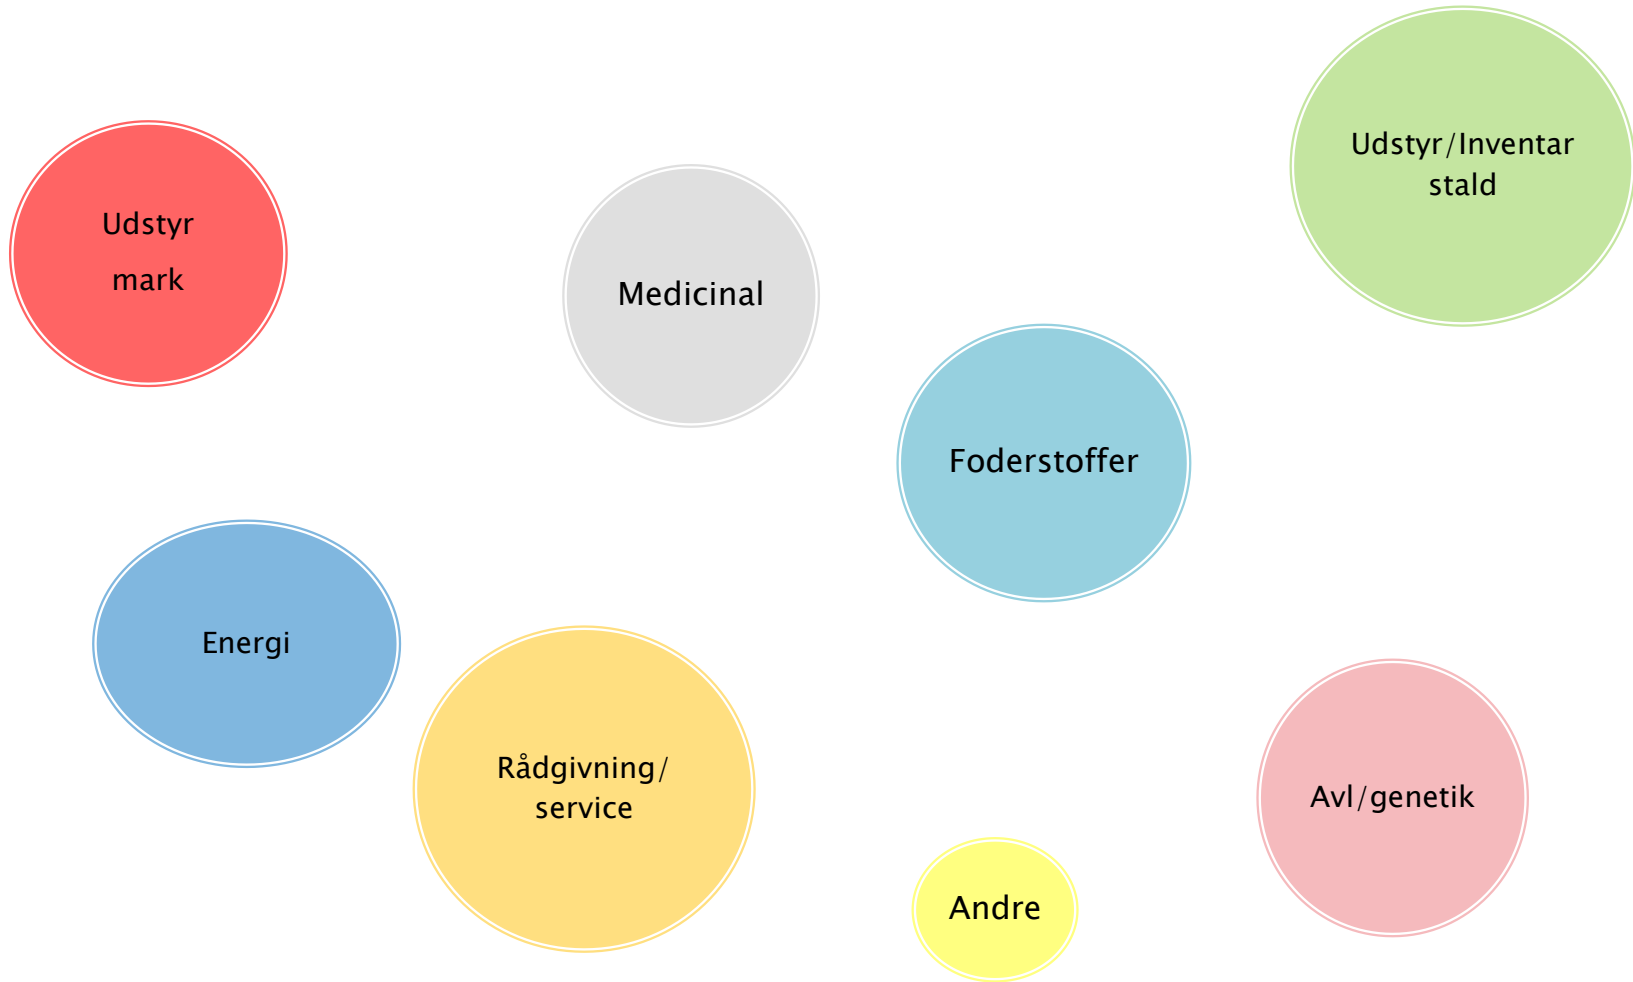 Udstyr/Inventar
stald
Udstyr
mark
Medicinal
Foderstoffer
Energi
Rådgivning/
service
Avl/genetik
Andre